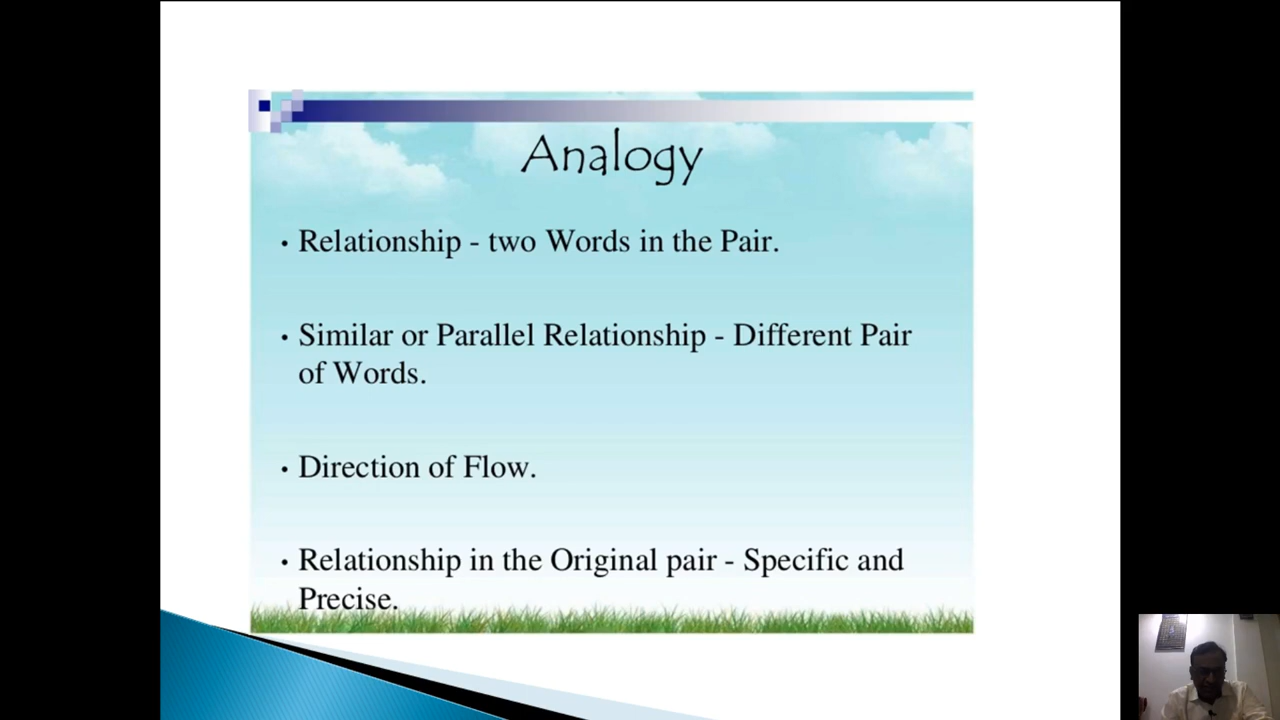 Analogy
• Relationship - two Words in the Pair.
• Similar or Parallel Relationship - Different Pair
of Words.
• Direction of Flow.
• Relationship in the Original pair - Specific and
Precise.